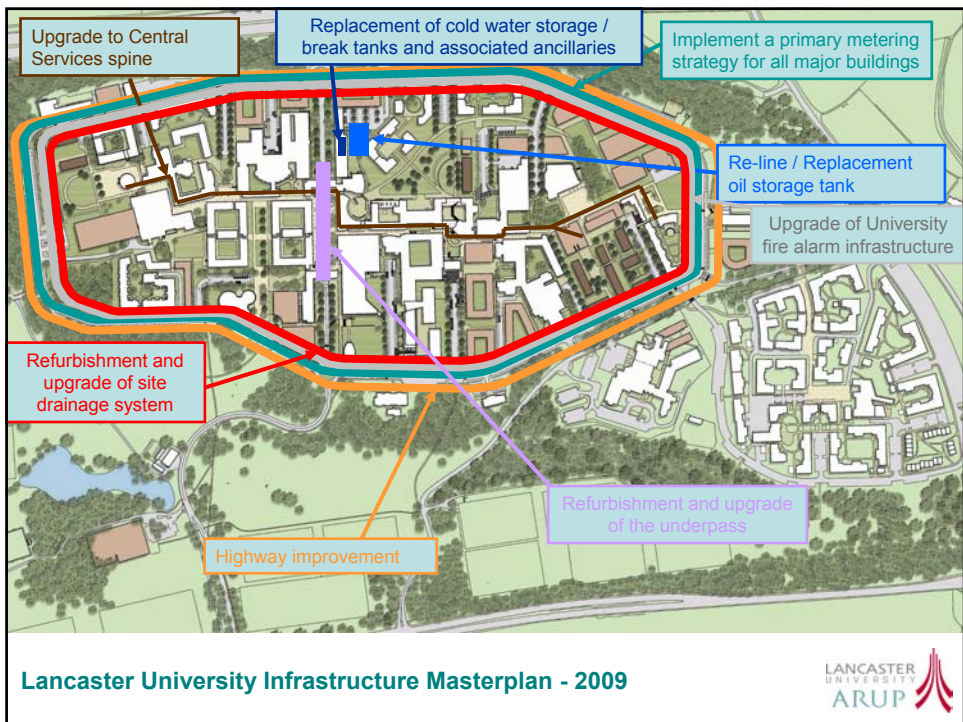 Upgrade to Central
Services spine
Replacement of cold water storage /
break tanks and associated ancillaries
Implement a primary metering
strategy for all major buildings
Re-line / Replacement
oil storage tank
Upgrade of University
fire alarm infrastructure
Refurbishment and
upgrade of site
drainage system
Refurbishment and upgrade
of the underpass
Highway improvement
Lancaster University Infrastructure Masterplan - 2009
LANCASTER
UNIVERSITY
ARUP